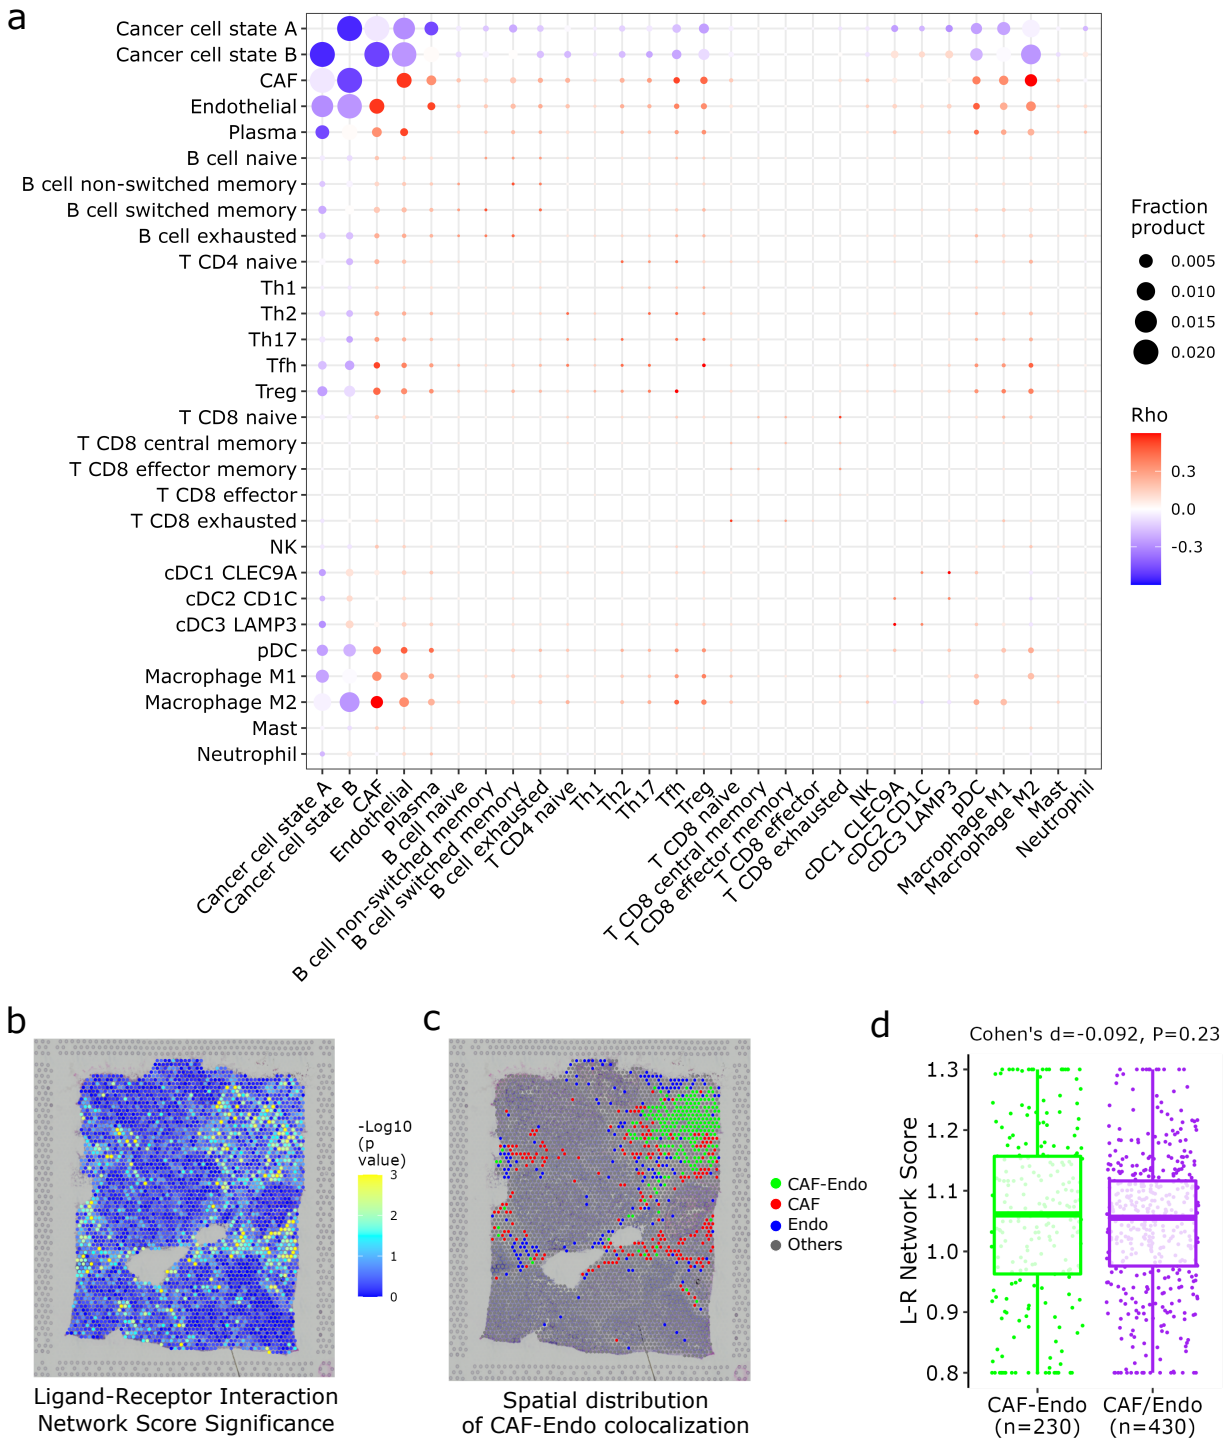 a
Cancer cell state A
Cancer cell state B
CAF
Endothelial
Plasma
B cell naive
B cell non-switched memory
B cell switched memory
B cell exhausted
T CD4 naive
Th1
Th2
Th17
Tfh
Treg
T CD8 naive
T CD8 central memory
T CD8 effector memory
T CD8 effector
T CD8 exhausted
NK
cDC1 CLEC9A
cDC2 CD1C
cDC3 LAMP3
pDC
Macrophage M1
Macrophage M2
Mast
Neutrophil
Cancer cell state A
Cancer cell state B
CAF
Endothelial
Plasma
B cell naive
B cell non-switched memory
B cell switched memory
B cell exhausted
T CD4 naive
Th1
Th2
Th17
Tfh
Treg
T CD8 naive
T CD8 central memory
T CD8 effector memory
T CD8 effector
T CD8 exhausted
NK
cDC1 CLEC9A
cDC2 CD1C
cDC3 LAMP3
pDC
Macrophage M1
Macrophage M2
Mast
Neutrophil
Fraction
product
0.005
0.010
0.015
0.020
Rho
0.3
0.0
-0.3
b
-Log10
(p
value)
3
2
1
0
Ligand-Receptor Interaction
Network Score Significance
c
CAF-Endo
CAF
Endo
Others
Spatial distribution
of CAF-Endo colocalization
d
Cohen's d=-0.092, P=0.23
L-R Network Score
1.3
1.2
1.1
1.0
0.9
0.8
CAF-Endo
(n=230)
CAF/Endo
(n=430)